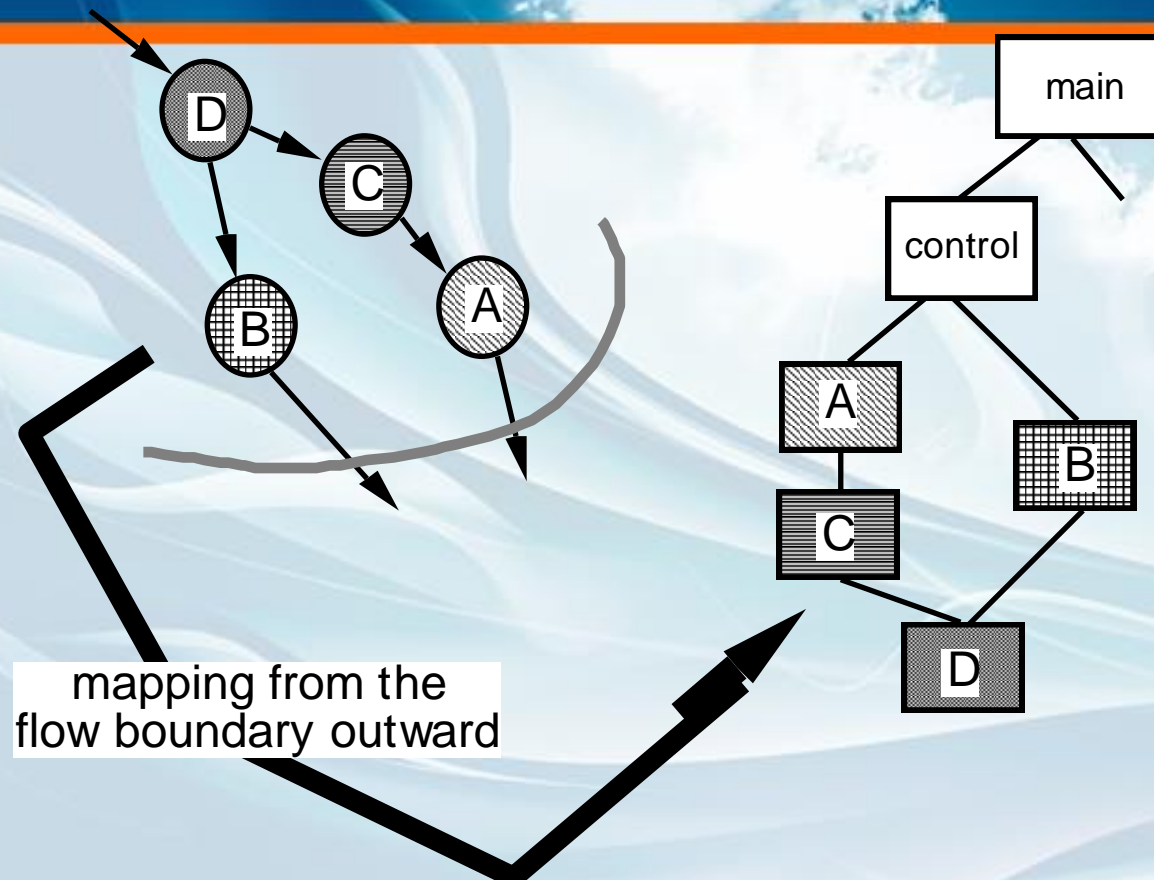 main
D
C
control
A
B
A
B
C
D
mapping from the
flow boundary outward